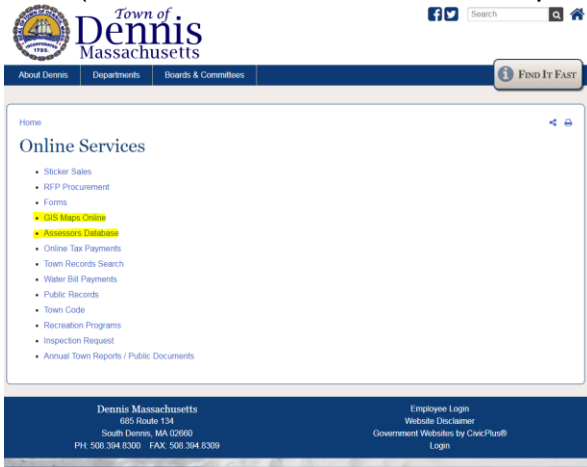 Town of
Dennis
Massachusetts
Search
About Dennis Departments Boards & Committees
FIND IT FAST
Home
Online Services
• Sticker Sales
• RFP Procurement
• Forms
• GIS Maps Online
• Assessors Database
• Online Tax Payments
• Town Records Search
• Water Bill Payments
• Public Records
• Town Code
• Recreation Programs
• Inspection Request
• Annual Town Reports / Public Documents
Dennis Massachusetts
685 Route 134
South Dennis, MA 02660
PH: 508.394.8300 FAX: 508.394.8309
Employee Login
Website Disclaimer
Government Websites by CivicPlus®
Login